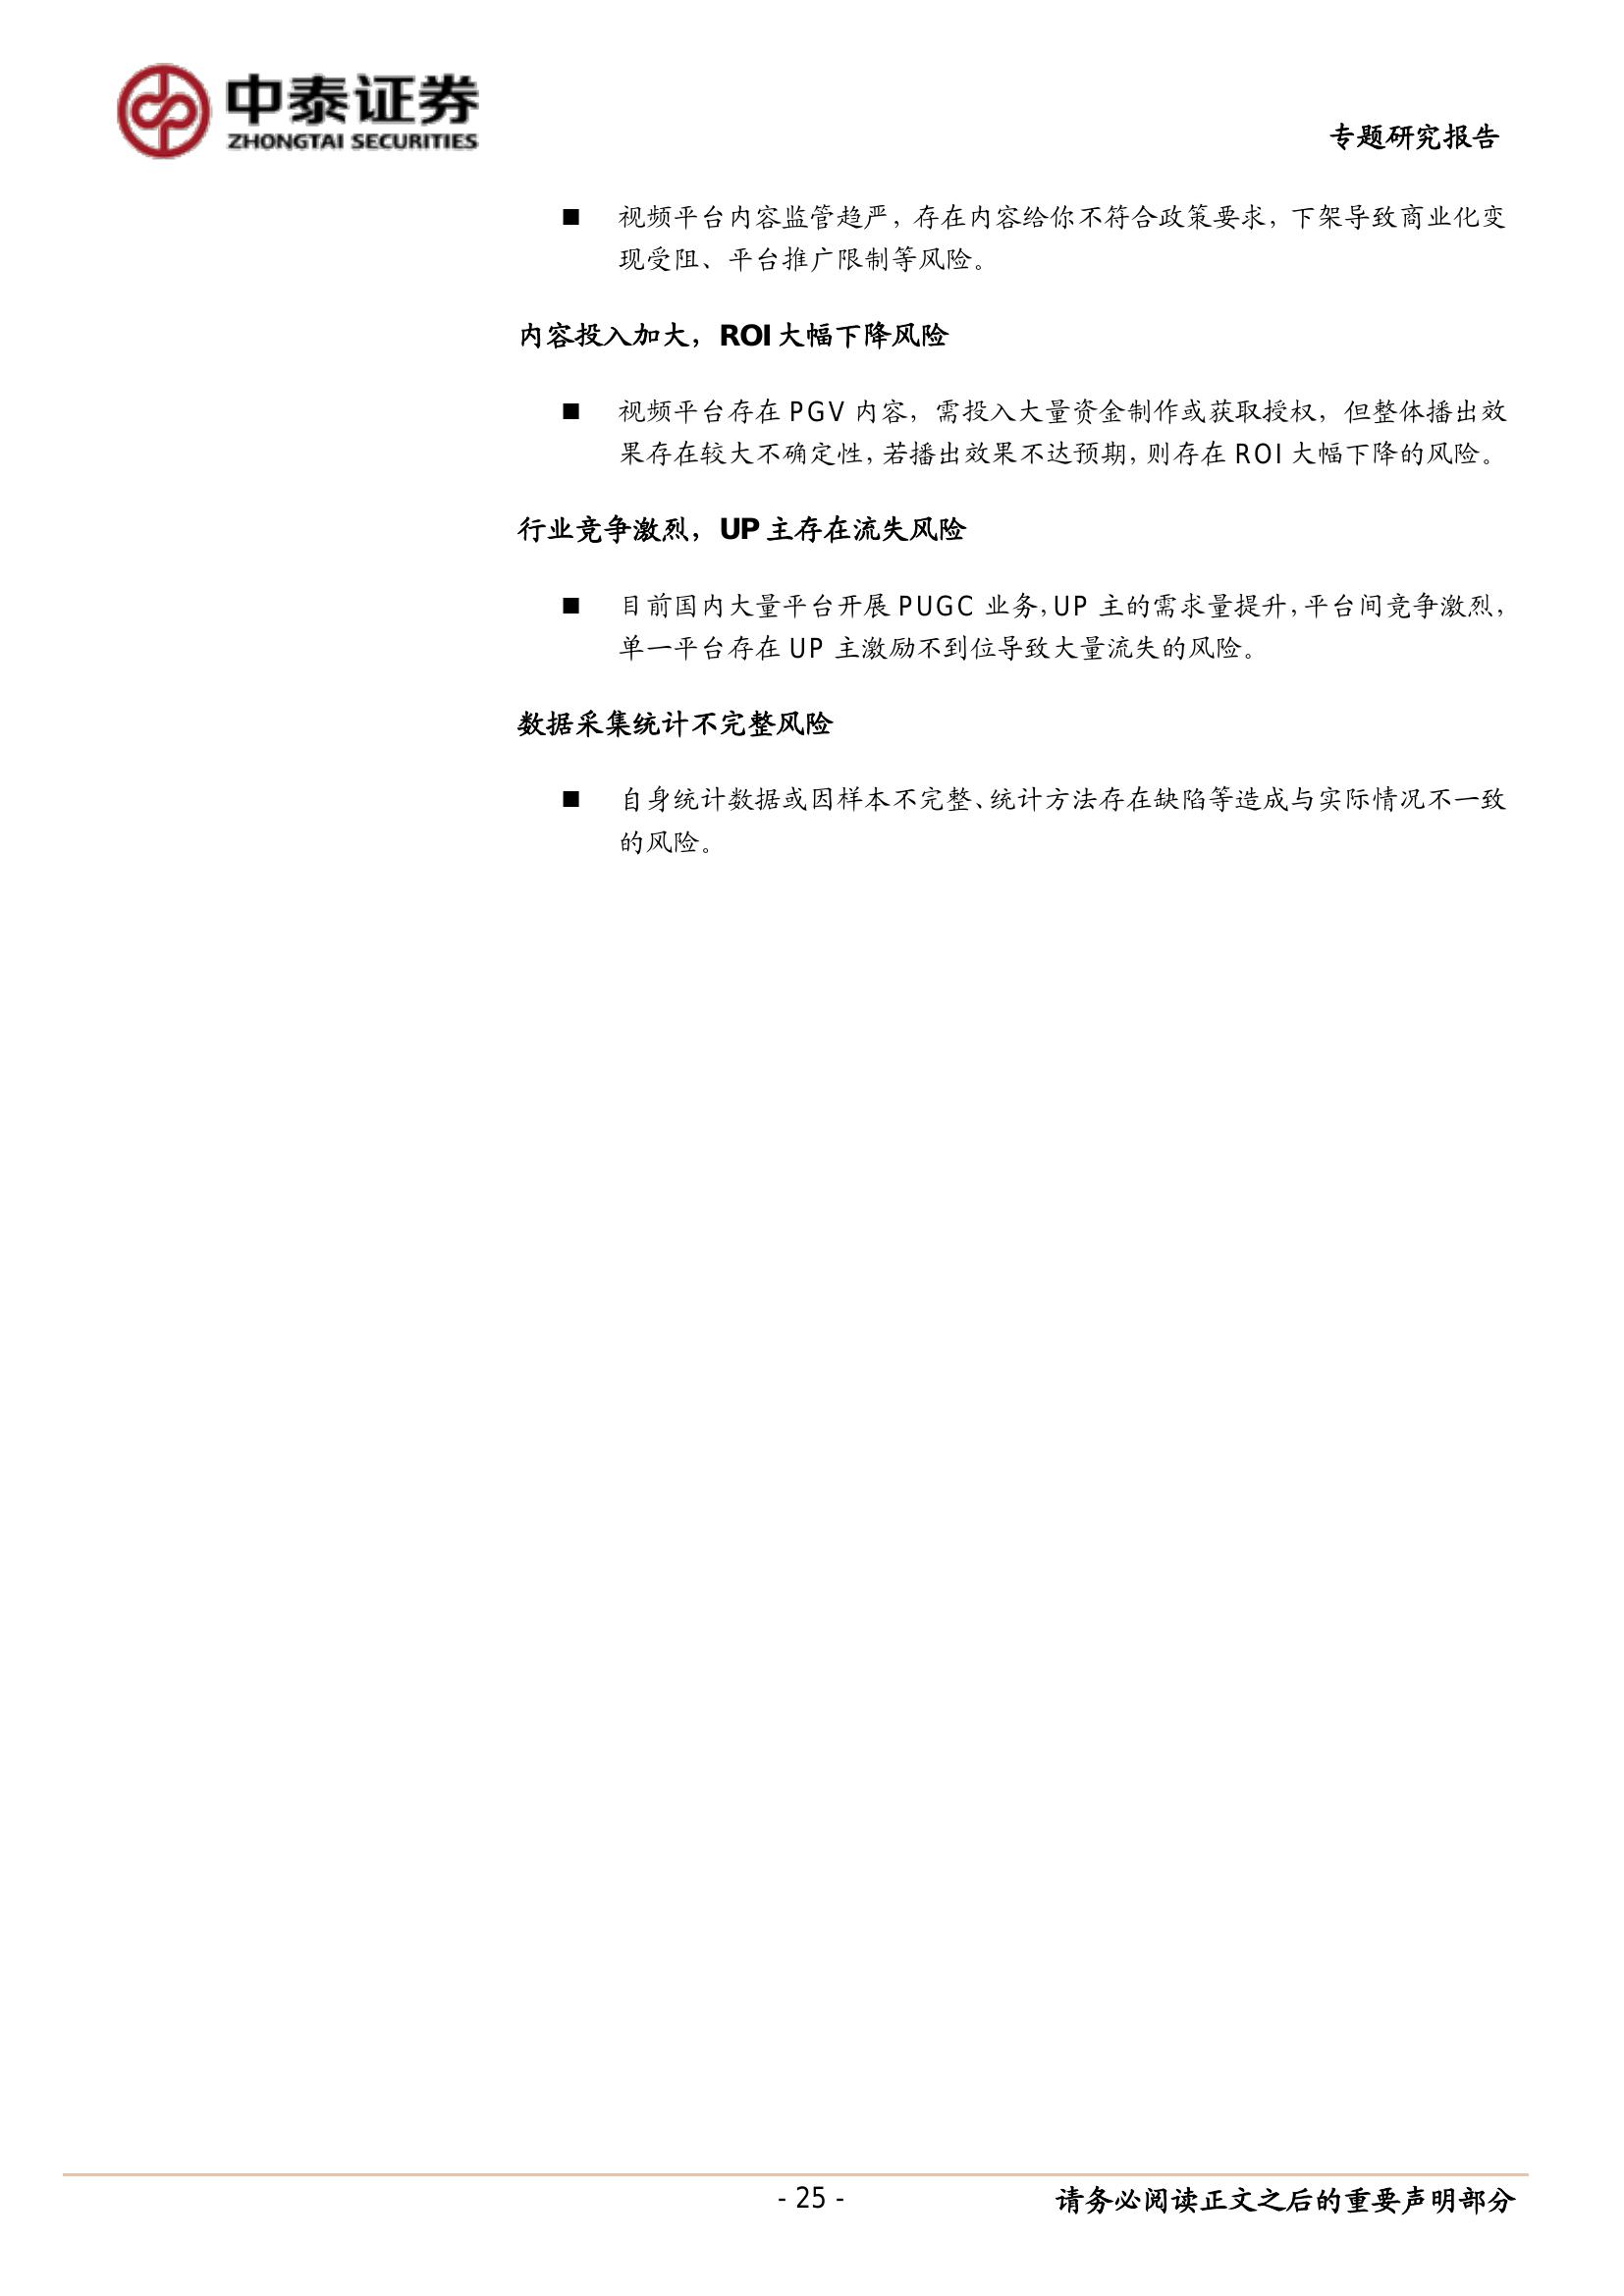 中泰证券
ZHONGTAI SECURITIES
专题研究报告
■ 视频平台内容监管趋严，存在内容给你不符合政策要求，下架导致商业化变
现受阻、平台推广限制等风险。
内容投入加大，ROI 大幅下降风险
■ 视频平台存在 PGV 内容，需投入大量资金制作或获取授权，但整体播出效
果存在较大不确定性，若播出效果不达预期，则存在 ROI 大幅下降的风险。
行业竞争激烈，UP 主存在流失风险
■ 目前国内大量平台开展 PUGC 业务，UP 主的需求量提升，平台间竞争激烈，
单一平台存在 UP 主激励不到位导致大量流失的风险。
数据采集统计不完整风险
■ 自身统计数据或因样本不完整、统计方法存在缺陷等造成与实际情况不一致
的风险。
- 25 -
请务必阅读正文之后的重要声明部分